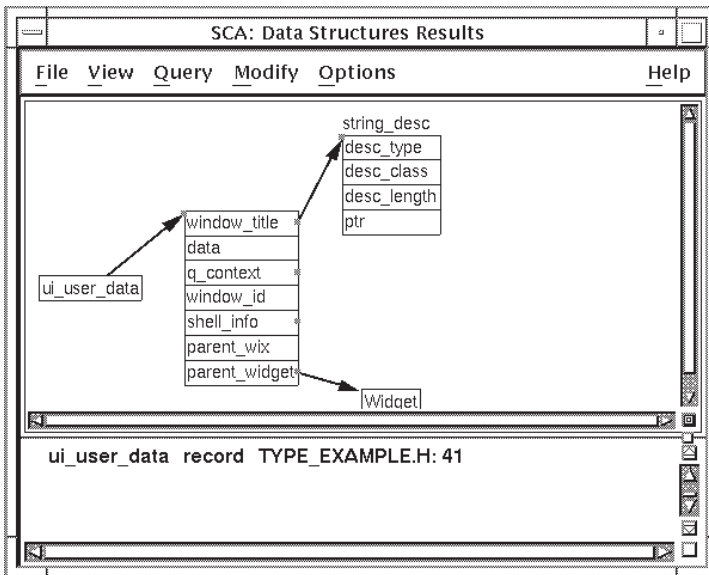 SCA: Data Structures Results
File View Query Modify Options Help
string_desc
desc_type
desc_class
desc_length
ptr
window_title
data
q_context
window_id
shell_info
parent_wix
parent_widget
ui_user_data
Widget
ui_user_data record TYPE_EXAMPLE.H: 41